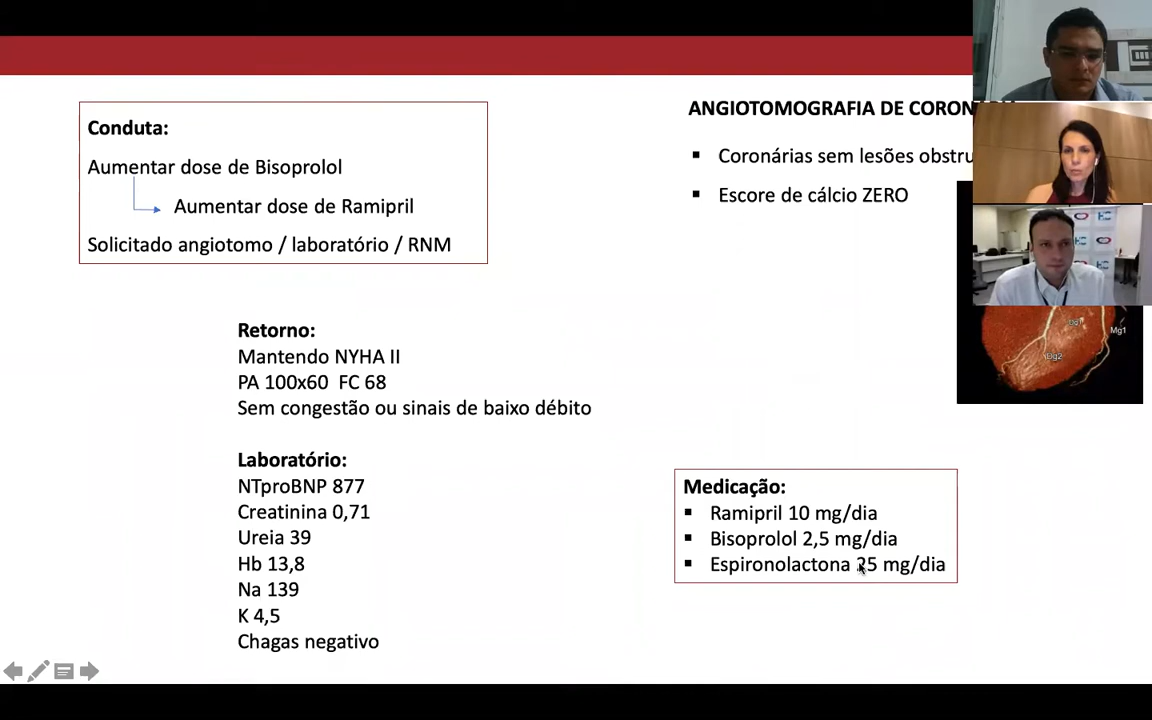 Conduta:
Aumentar dose de Bisoprolol
Aumentar dose de Ramipril
Solicitado angiotomo / laboratório / RNM
ANGIOTOMOGRAFIA DE
Coronárias sem lesões
Escore de cálcio ZERO
Mg1
Retorno:
Mantendo NYHA II
PA 100x60 FC 68
Sem congestão ou sinais de baixo débito
Laboratório:
NTproBNP 877
Creatinina 0,71
Ureia 39
Hb 13,8
Na 139
K 4,5
Chagas negativo
Medicação:
Ramipril 10 mg/dia
Bisoprolol 2,5 mg/dia
Espironolactona 25 mg/dia